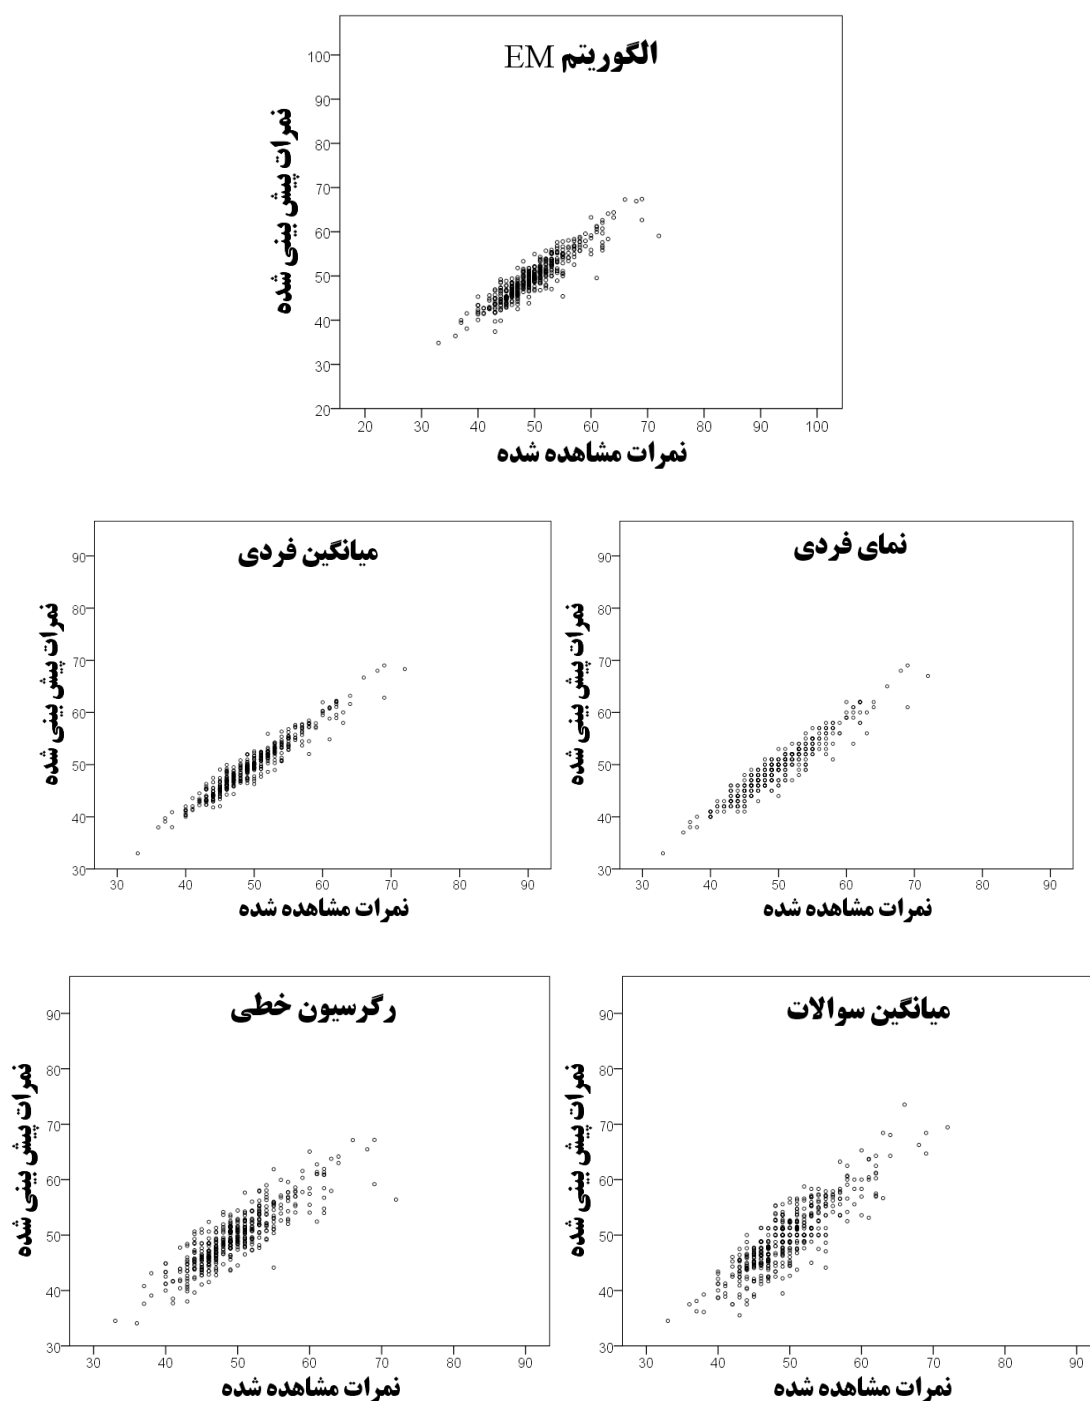 الگوریتم EM
نمرات پیش بینی شده
100
90
80
70
60
50
40
30
20
20 30 40 50 60 70 80 90 100
نمرات مشاهده شده
میانگین فردی
نمرات پیش بینی شده
90
80
70
60
50
40
30
30 40 50 60 70 80 90
نمرات مشاهده شده
نمای فردی
نمرات پیش بینی شده
90
80
70
60
50
40
30
30 40 50 60 70 80 90
نمرات مشاهده شده
رگرسیون خطی
نمرات پیش بینی شده
90
80
70
60
50
40
30
30 40 50 60 70 80 90
نمرات مشاهده شده
میانگین سوالات
نمرات پیش بینی شده
90
80
70
60
50
40
30
30 40 50 60 70 80 90
نمرات مشاهده شده